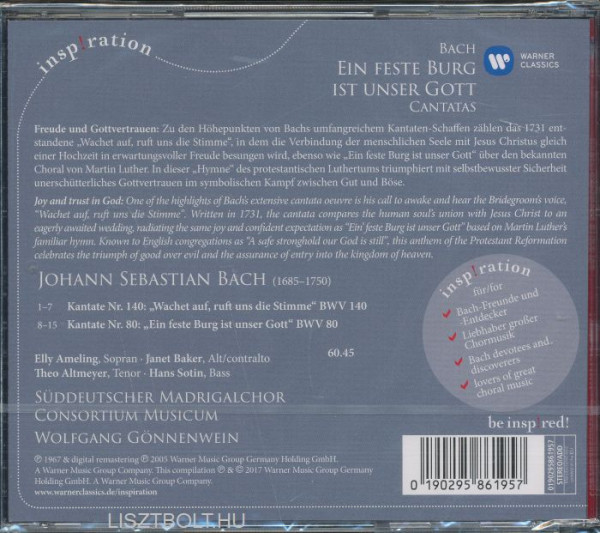 insp!ration
BACH
EIN FESTE BURG
IST UNSER GOTT
CANTATAS
WARNER
CLASSICS
Freude und Gottvertrauen: Zu den Höhepunkten von Bachs umfangreichem Kantaten-Schaffen zählen das 1731 ent-
standene „Wachet auf, ruft uns die Stimme“, in dem die Verbindung der menschlichen Seele mit Jesus Christus gleich
einer Hochzeit in erwartungsvoller Freude besungen wird, ebenso wie „Ein feste Burg ist unser Gott“ über den bekannten
Choral von Martin Luther. In dieser „Hymne“ des protestantischen Luthertums triumphiert mit selbstbewusster Sicherheit
unerschütterliches Gottvertrauen im symbolischen Kampf zwischen Gut und Böse.
Joy and trust in God: One of the highlights of Bach's extensive cantata oeuvre is his call to awake and hear the Bridegroom's voice,
“Wachet auf, ruft uns die Stimme”. Written in 1731, the cantata compares the human soul's union with Jesus Christ to an
eagerly awaited wedding, radiating the same joy and confident expectation as “Ein' feste Burg ist unser Gott” based on Martin Luther's
familiar hymn. Known to English congregations as “A safe stronghold our God is still”, this anthem of the Protestant Reformation
celebrates the triumph of good over evil and the assurance of entry into the kingdom of heaven.
JOHANN SEBASTIAN BACH (1685–1750)
1–7 Kantate Nr. 140: „Wachet auf, ruft uns die Stimme“ BWV 140
8–15 Kantate Nr. 80: „Ein feste Burg ist unser Gott“ BWV 80
60.45
Elly Ameling, Sopran · Janet Baker, Alt/contralto
Theo Altmeyer, Tenor · Hans Sotin, Bass
SÜDDEUTSCHER MADRIGALCHOR
CONSORTIUM MUSICUM
WOLFGANG GÖNNENWEIN
insp!ration
für/for
Bach-Freunde und
Entdecker
Liebhaber großer
Chormusik
Bach devotees and
discoverers
lovers of great
choral music
be insp!red!
℗ 1967 & digital remastering ℗ 2005 Warner Music Group Germany Holding GmbH.
A Warner Music Group Company. This compilation ℗ & © 2017 Warner Music Group Germany
Holding GmbH. A Warner Music Group Company.
www.warnerclassics.de/inspiration
0 190295 861957
0190295861957
STEREO/ADD
LISZTBOLT.HU